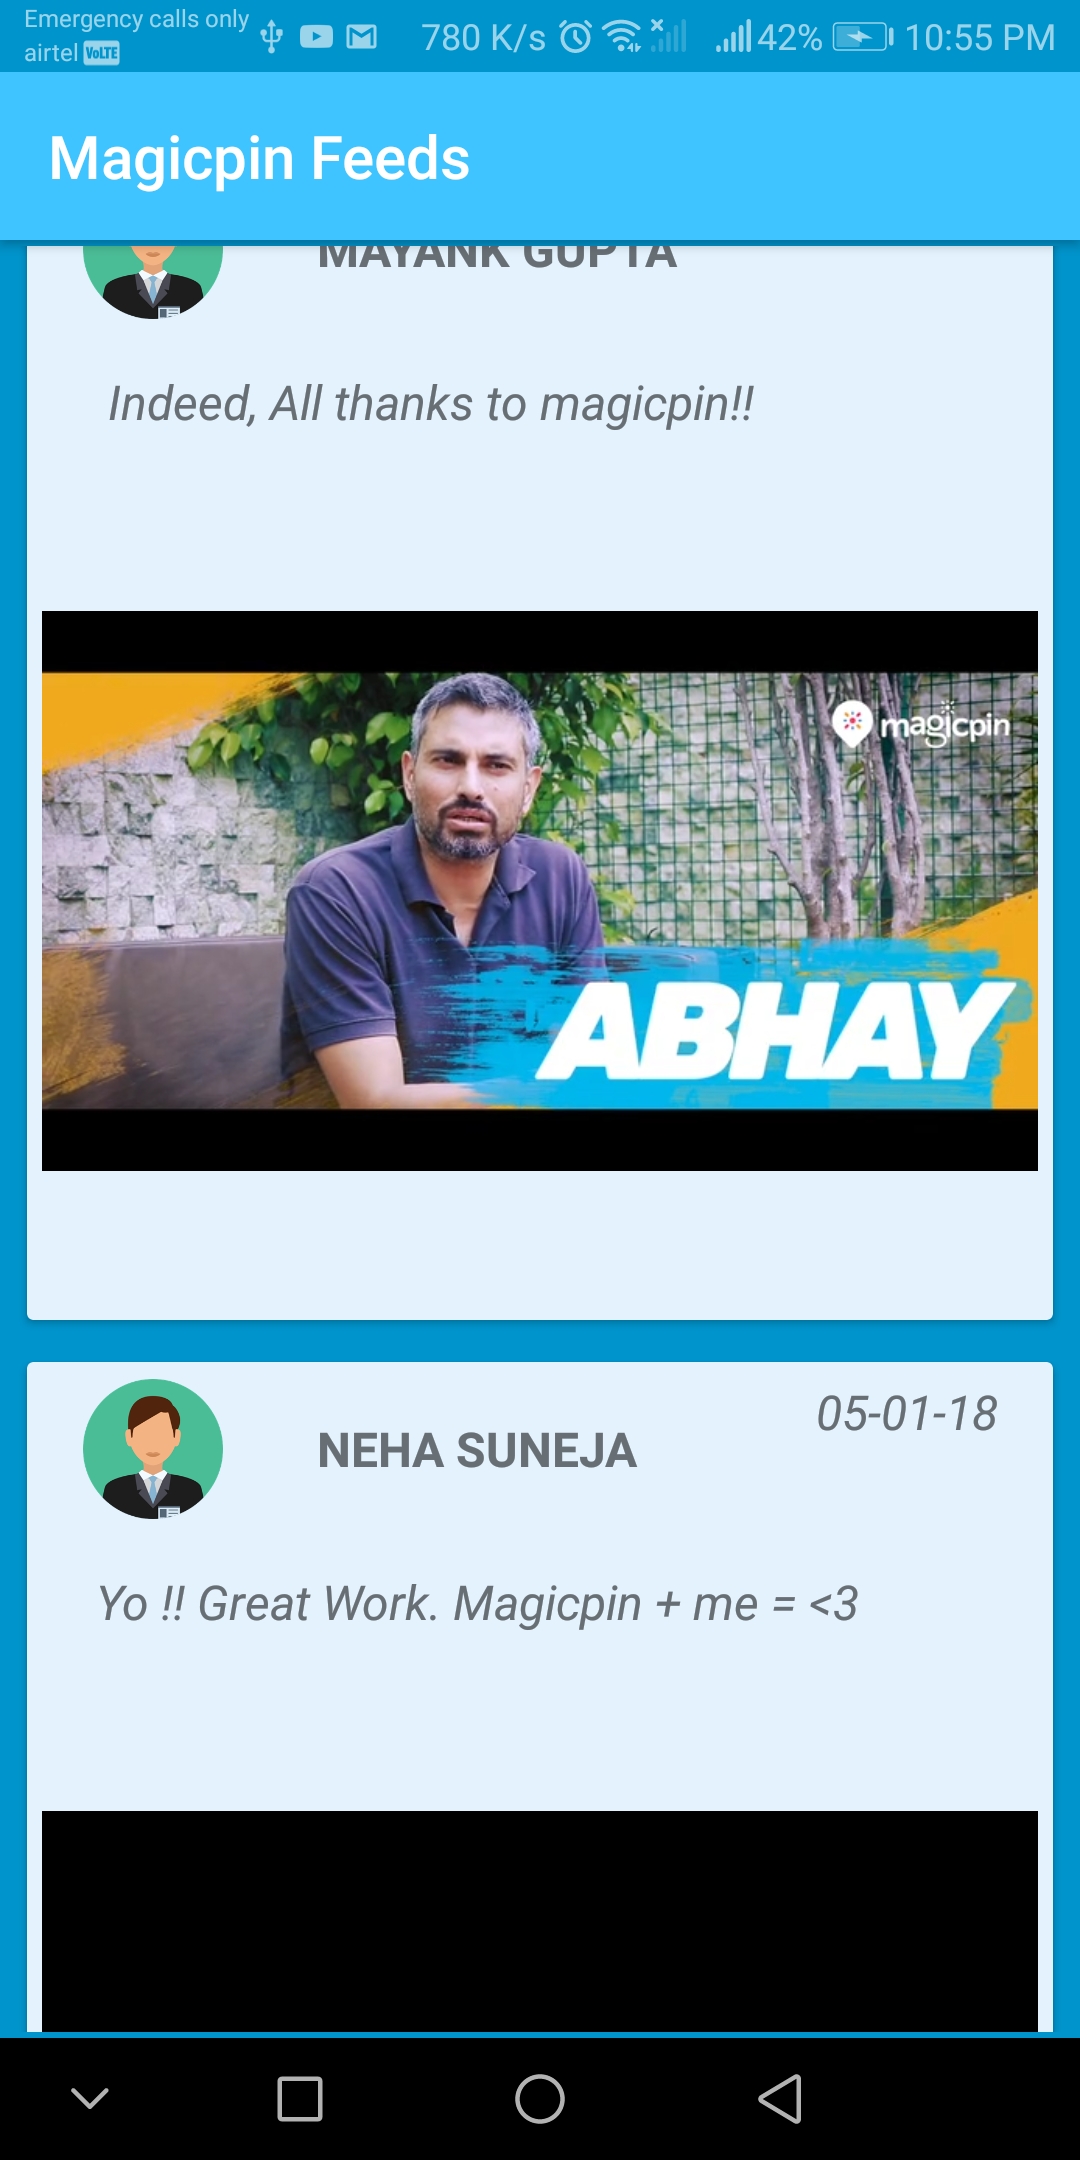 Emergency calls only
airtel VoLTE
780 K/s 42% 10:55 PM
Magicpin Feeds
MAYANK GUPTA
Indeed, All thanks to magicpin!!
magicpin
ABHAY
05-01-18
NEHA SUNEJA
Yo !! Great Work. Magicpin + me = <3